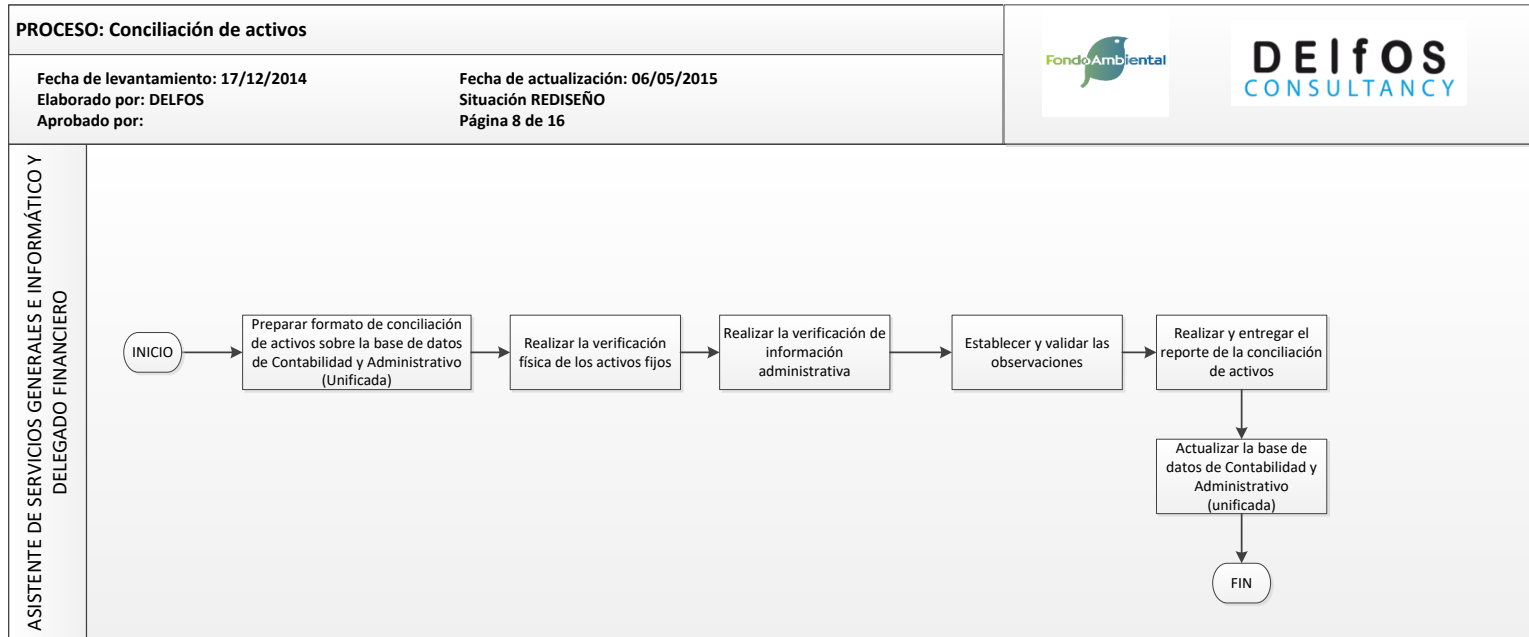 PROCESO: Conciliación de activos
Fecha de levantamiento: 17/12/2014
Elaborado por: DELFOS
Aprobado por:
Fecha de actualización: 06/05/2015
Situación REDISEÑO
Página 8 de 16
FondoAmbiental
DElfOS
CONSULTANCY
ASISTENTE DE SERVICIOS GENERALES E INFORMÁTICO Y
DELEGADO FINANCIERO
INICIO
Preparar formato de conciliación
de activos sobre la base de datos
de Contabilidad y Administrativo
(Unificada)
Realizar la verificación
física de los activos fijos
Realizar la verificación de
información
administrativa
Establecer y validar las
observaciones
Realizar y entregar el
reporte de la conciliación
de activos
Actualizar la base de
datos de Contabilidad y
Administrativo
(unificada)
FIN